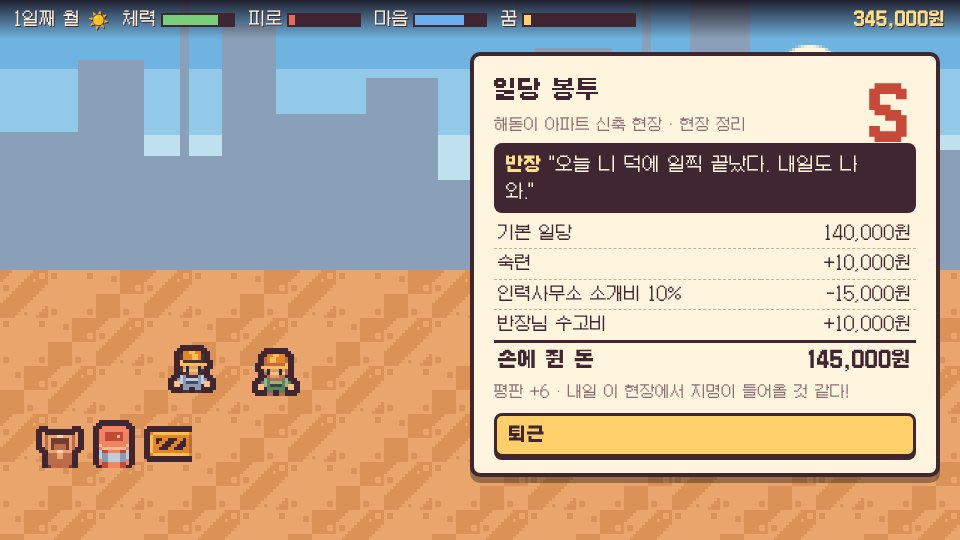 1일째 월 체력 피로 마음 꿈 345,000원
일당 봉투
S
해돋이 아파트 신축 현장 · 현장 정리
반장 "오늘 니 덕에 일찍 끝났다. 내일도 나
와."
기본 일당 140,000원
숙련 +10,000원
인력사무소 소개비 10% -15,000원
반장님 수고비 +10,000원
손에 쥔 돈 145,000원
평판 +6 · 내일 이 현장에서 지명이 들어올 것 같다!
퇴근